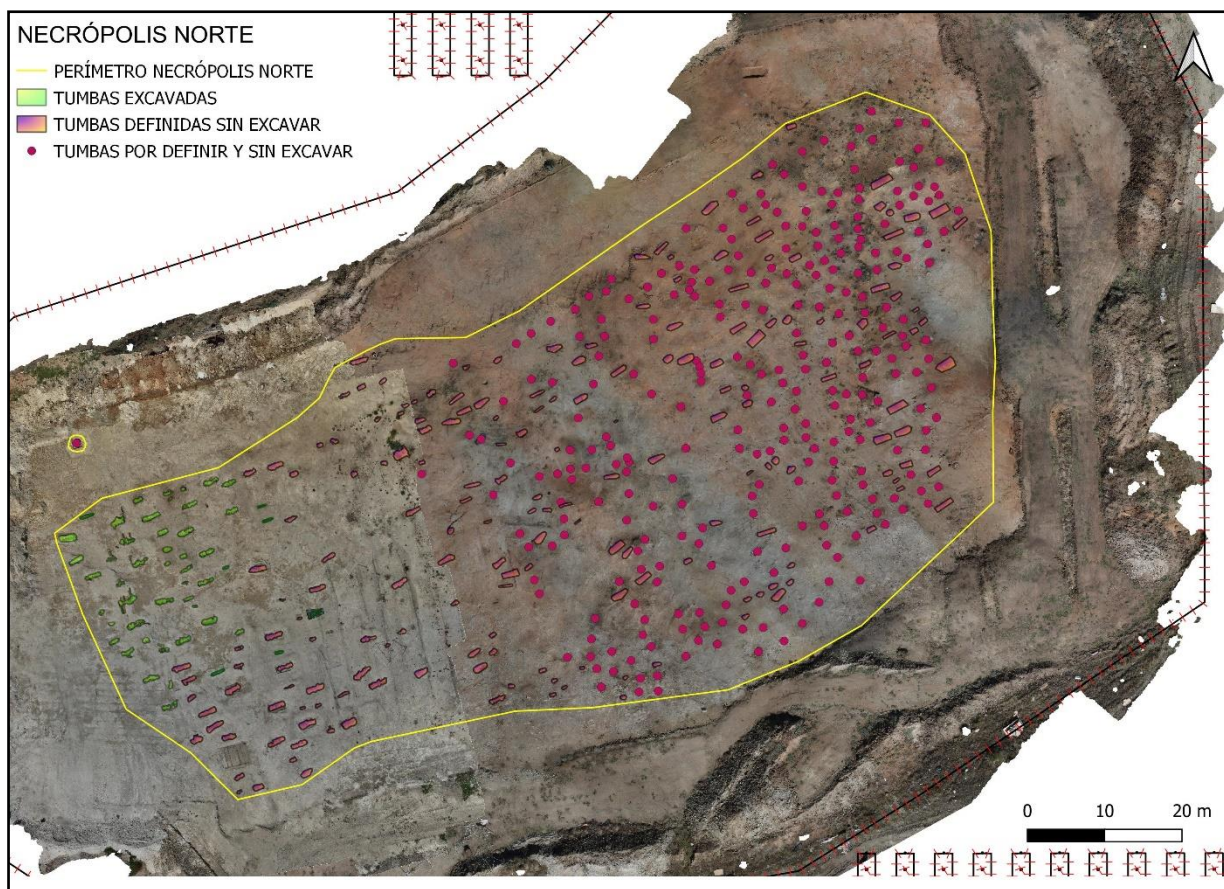 NECRÓPOLIS NORTE
PERÍMETRO NECRÓPOLIS NORTE
TUMBAS EXCAVADAS
TUMBAS DEFINIDAS SIN EXCAVAR
TUMBAS POR DEFINIR Y SIN EXCAVAR
0 10 20 m